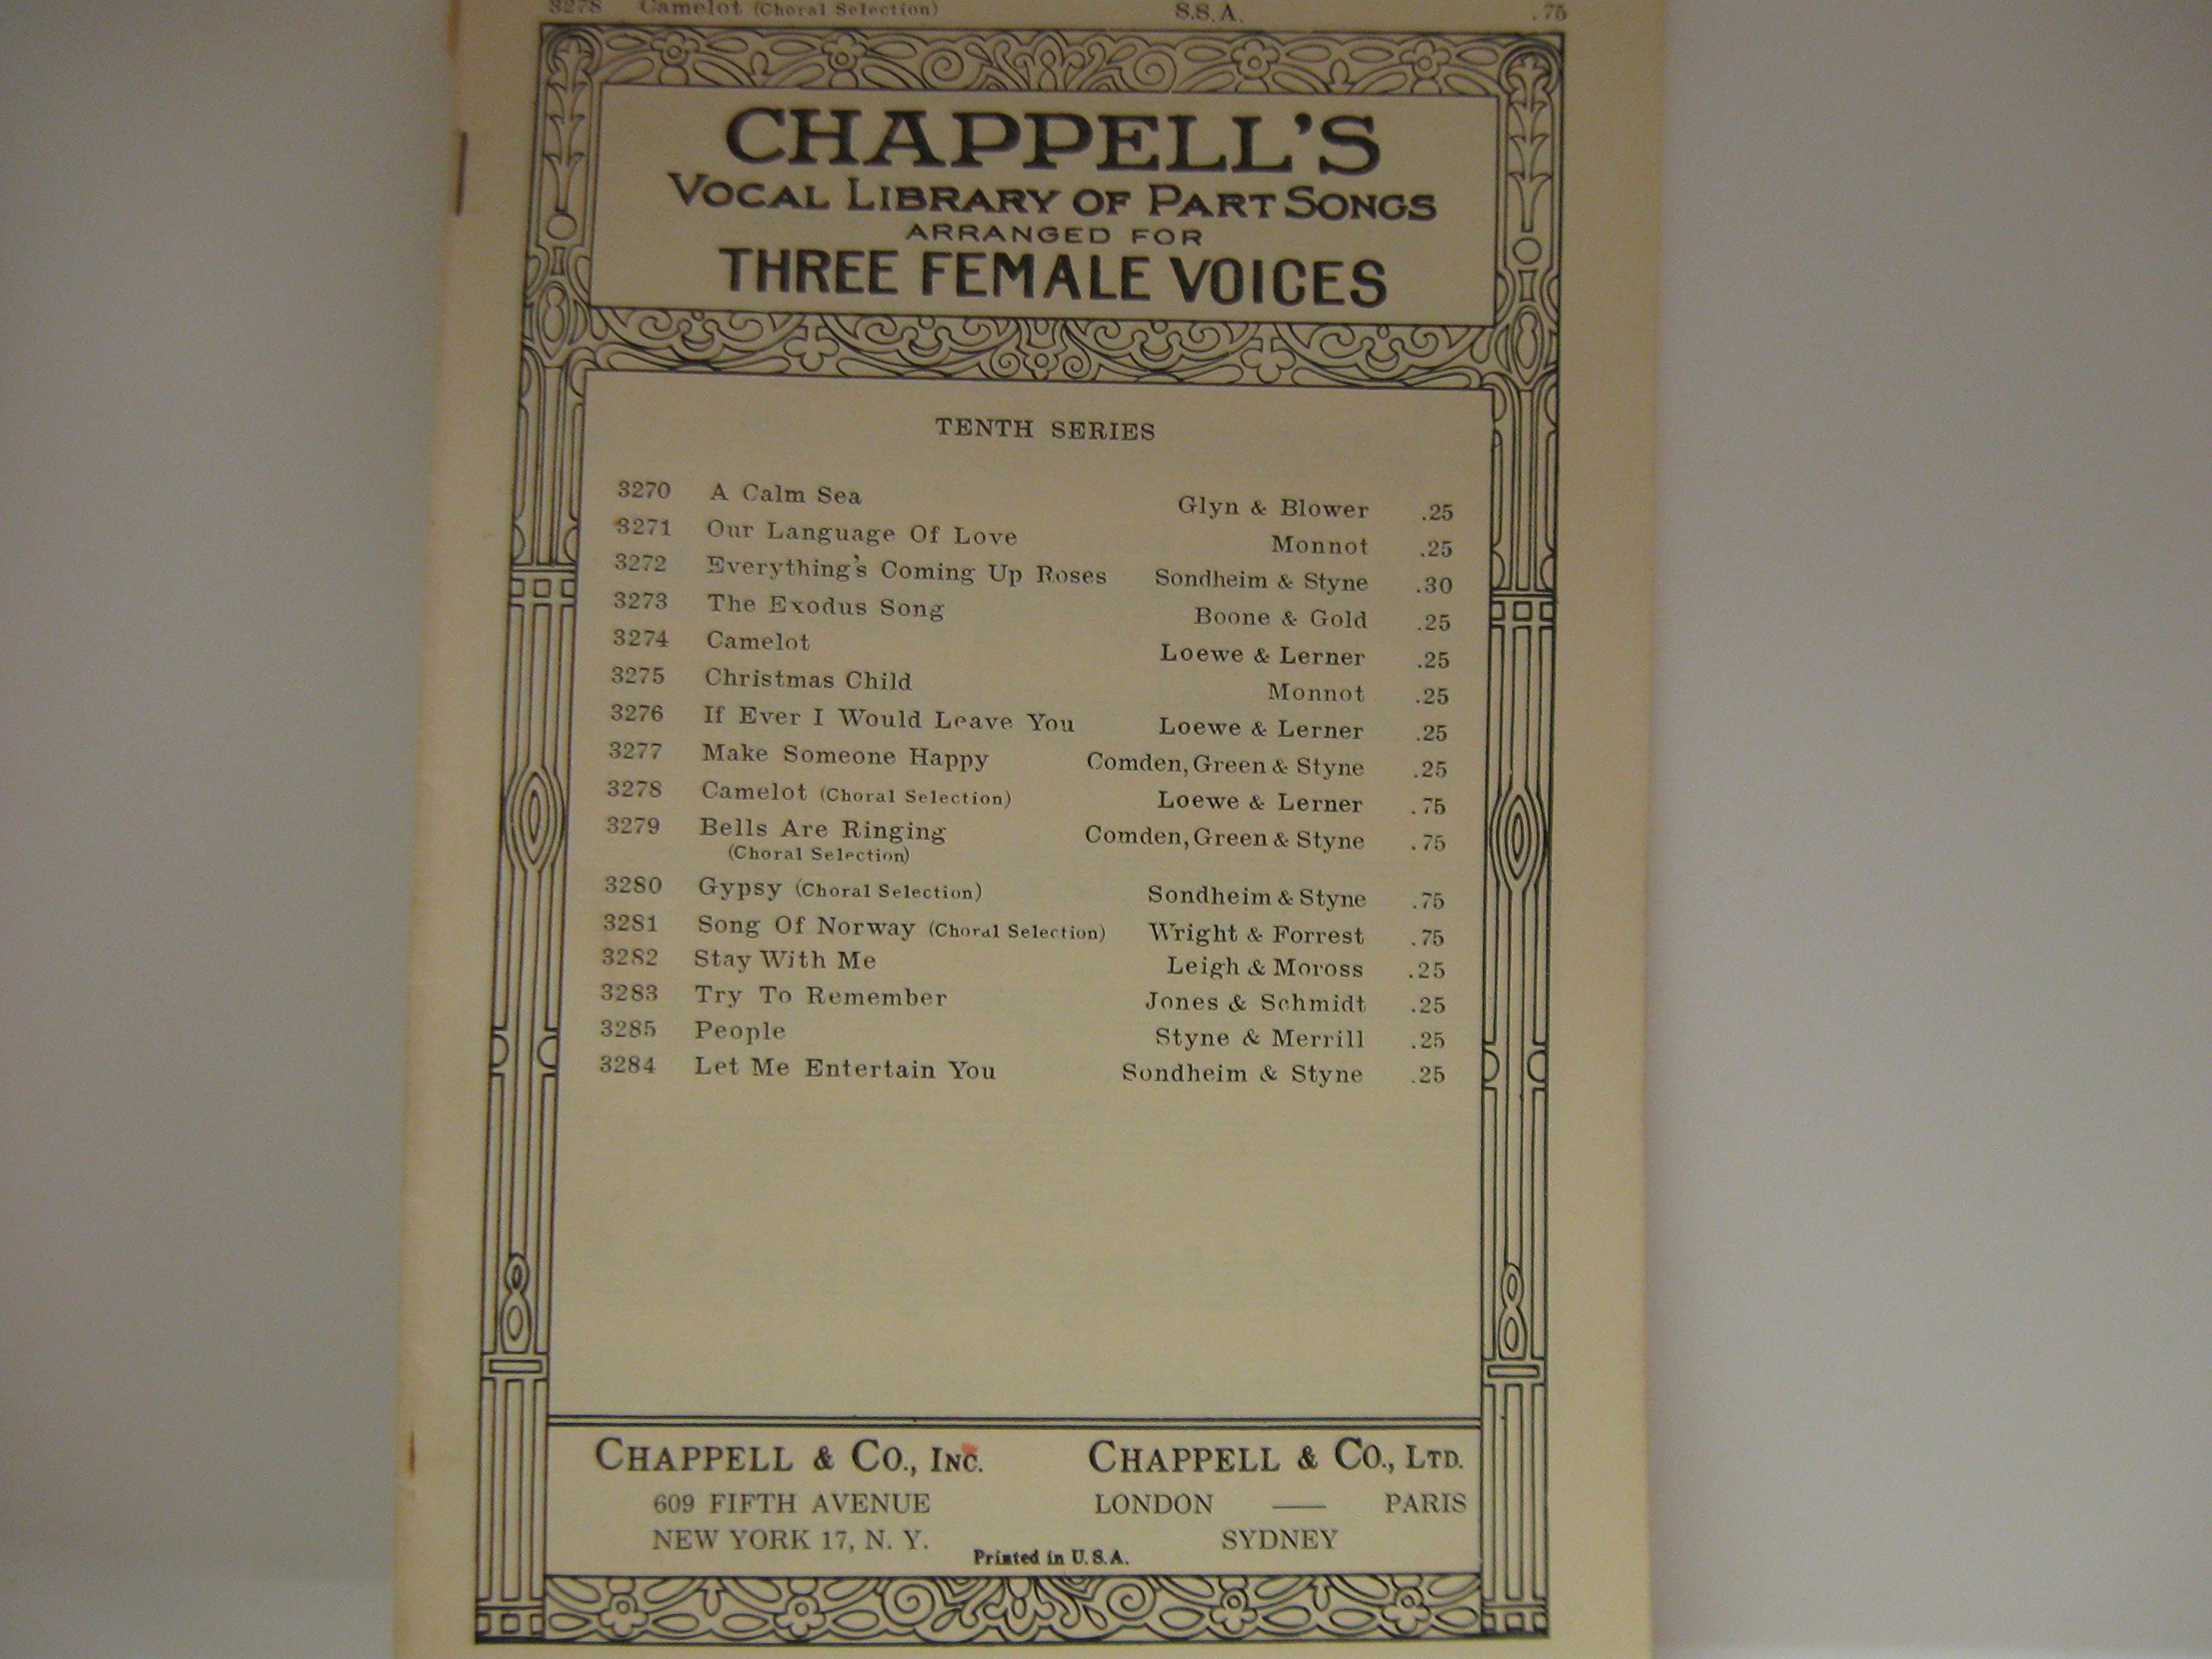 3278 Camelot (Choral Selection) S.S.A. .75
CHAPPELL'S
VOCAL LIBRARY OF PART SONGS
ARRANGED FOR
THREE FEMALE VOICES
TENTH SERIES
3270 A Calm Sea Glyn & Blower .25
3271 Our Language Of Love Monnot .25
3272 Everything's Coming Up Roses Sondheim & Styne .30
3273 The Exodus Song Boone & Gold .25
3274 Camelot Loewe & Lerner .25
3275 Christmas Child Monnot .25
3276 If Ever I Would Leave You Loewe & Lerner .25
3277 Make Someone Happy Comden, Green & Styne .25
3278 Camelot (Choral Selection) Loewe & Lerner .75
3279 Bells Are Ringing Comden, Green & Styne .75
(Choral Selection)
3280 Gypsy (Choral Selection) Sondheim & Styne .75
3281 Song Of Norway (Choral Selection) Wright & Forrest .75
3282 Stay With Me Leigh & Moross .25
3283 Try To Remember Jones & Schmidt .25
3285 People Styne & Merrill .25
3284 Let Me Entertain You Sondheim & Styne .25
CHAPPELL & CO., INC. CHAPPELL & CO., LTD.
609 FIFTH AVENUE LONDON — PARIS
NEW YORK 17, N. Y. SYDNEY
Printed in U.S.A.